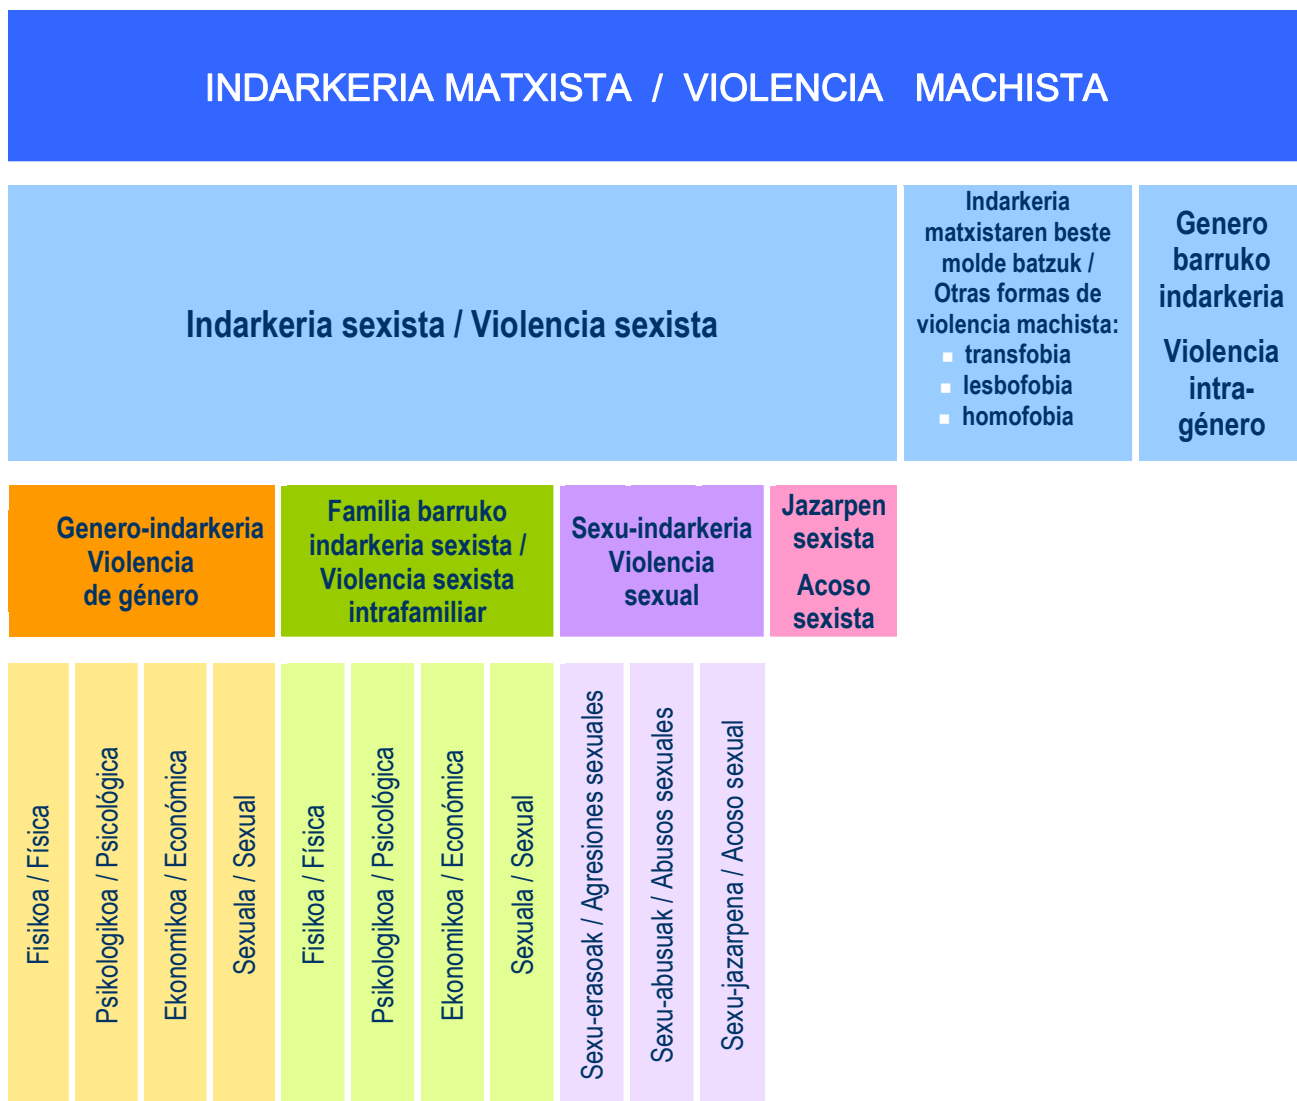 INDARKERIA MATXISTA / VIOLENCIA MACHISTA
Indarkeria sexista / Violencia sexista
Indarkeria
matxistaren beste
molde batzuk /
Otras formas de
violencia machista:
▪ transfobia
▪ lesbofobia
▪ homofobia
Genero
barruko
indarkeria
Violencia
intra-
género
Genero-indarkeria
Violencia
de género
Familia barruko
indarkeria sexista /
Violencia sexista
intrafamiliar
Sexu-indarkeria
Violencia
sexual
Jazarpen
sexista
Acoso
sexista
Fisikoa / Física
Psikologikoa / Psicológica
Ekonomikoa / Económica
Sexuala / Sexual
Fisikoa / Física
Psikologikoa / Psicológica
Ekonomikoa / Económica
Sexuala / Sexual
Sexu-erasoak / Agresiones sexuales
Sexu-abusuak / Abusos sexuales
Sexu-jazarpena / Acoso sexual